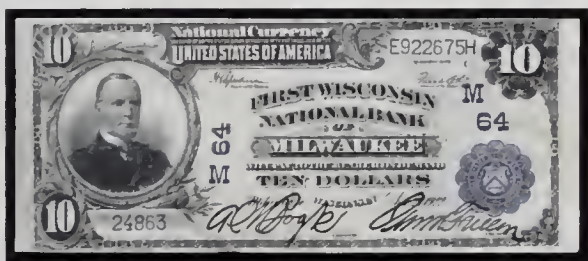 National Currency
UNITED STATES OF AMERICA
E922675H
10
10
FIRST WISCONSIN
NATIONAL BANK
OF
MILWAUKEE
TEN DOLLARS
M
64
M 64
10
24863